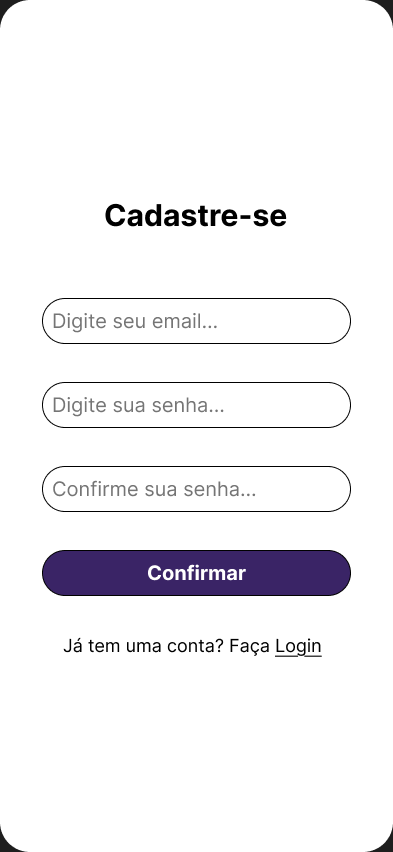 Cadastre-se
Digite seu email...
Digite sua senha...
Confirme sua senha...
Confirmar
Já tem uma conta? Faça Login